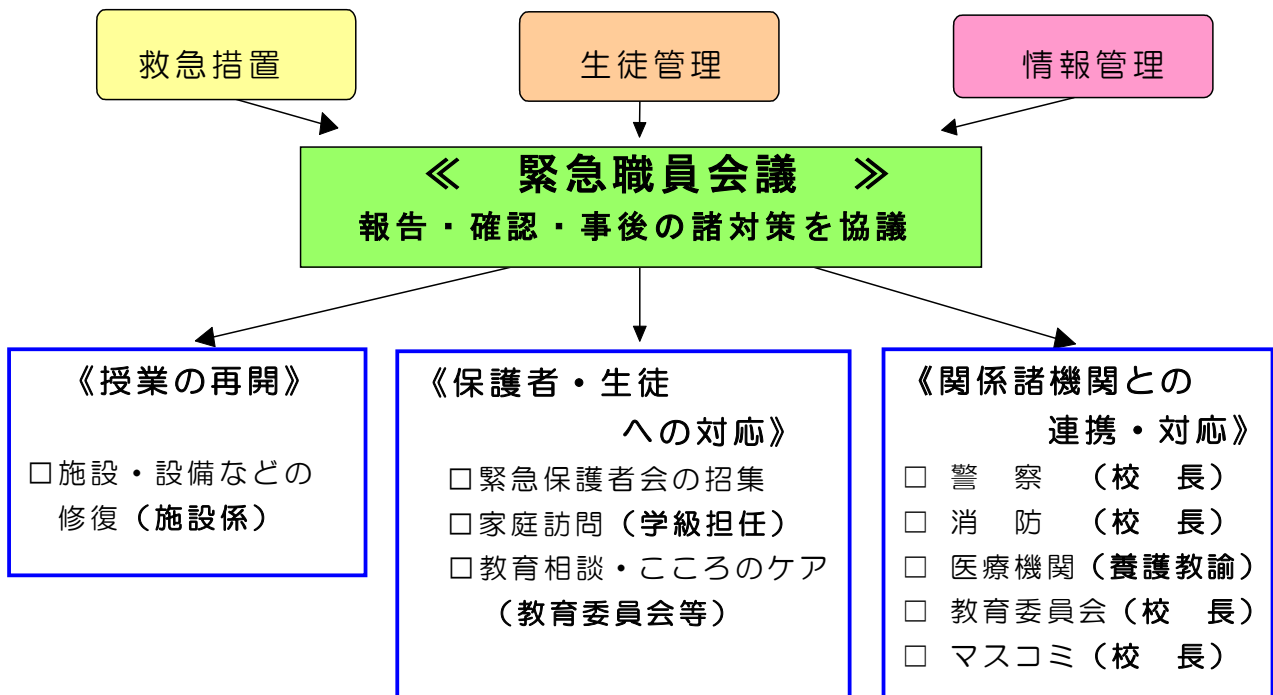 救急措置
生徒管理
情報管理
≪　緊急職員会議　≫
報告・確認・事後の諸対策を協議
《授業の再開》
□施設・設備などの
修復（施設係）
《保護者・生徒
への対応》
□緊急保護者会の招集
□家庭訪問（学級担任）
□教育相談・こころのケア
（教育委員会等）
《関係諸機関との
連携・対応》
□ 警　察　（校　長）
□ 消　防　（校　長）
□ 医療機関（養護教諭）
□ 教育委員会（校　長）
□ マスコミ（校　長）